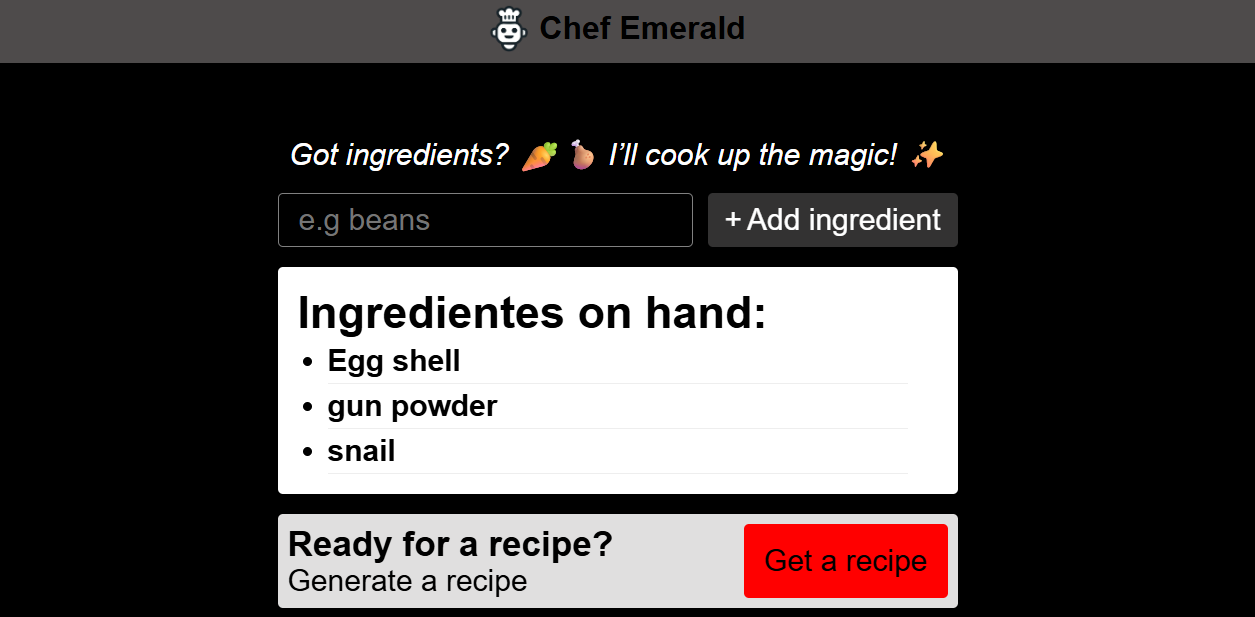 Chef Emerald
Got ingredients? 🥕🍗 I’ll cook up the magic! ✨
e.g beans
+ Add ingredient
Ingredientes on hand:
• Egg shell
• gun powder
• snail
Ready for a recipe?
Generate a recipe
Get a recipe